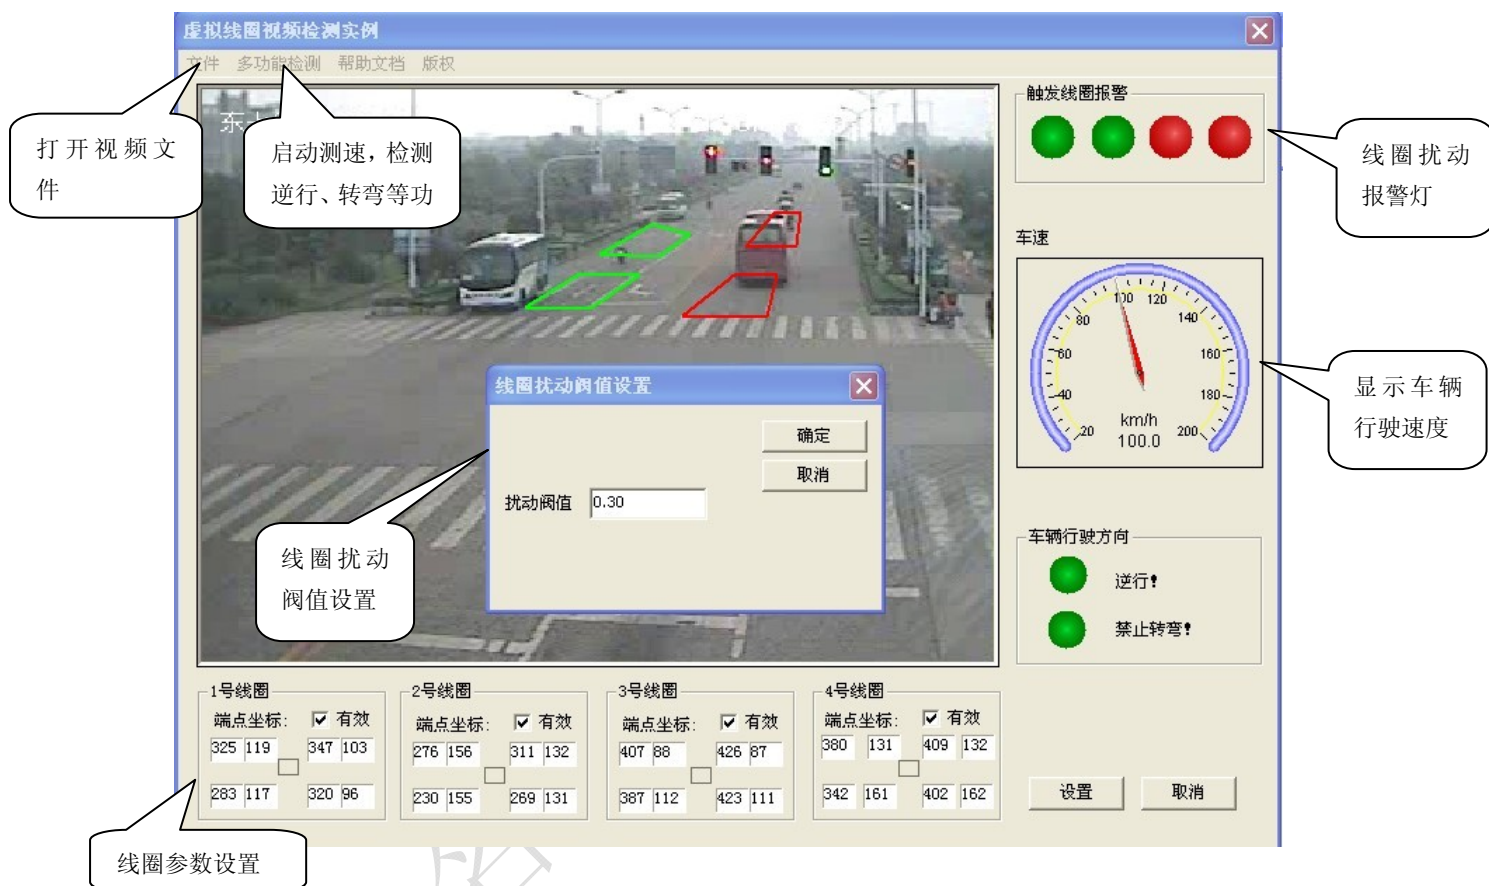 虚拟线圈视频检测实例
文件 多功能检测 帮助文档 版权
打开视频文
件
启动测速，检测
逆行、转弯等功
触发线圈报警
线圈扰动
报警灯
车速
20 40 60 80 100 120 140 160 180 200
km/h
100.0
显示车辆
行驶速度
线圈扰动阀值设置
确定
取消
扰动阀值 0.30
线圈扰动
阀值设置
车辆行驶方向
逆行！
禁止转弯！
1号线圈
端点坐标: 有效
325 119 347 103
283 117 320 96
2号线圈
端点坐标: 有效
276 156 311 132
230 155 269 131
3号线圈
端点坐标: 有效
407 88 426 87
387 112 423 111
4号线圈
端点坐标: 有效
380 131 409 132
342 161 402 162
设置 取消
线圈参数设置